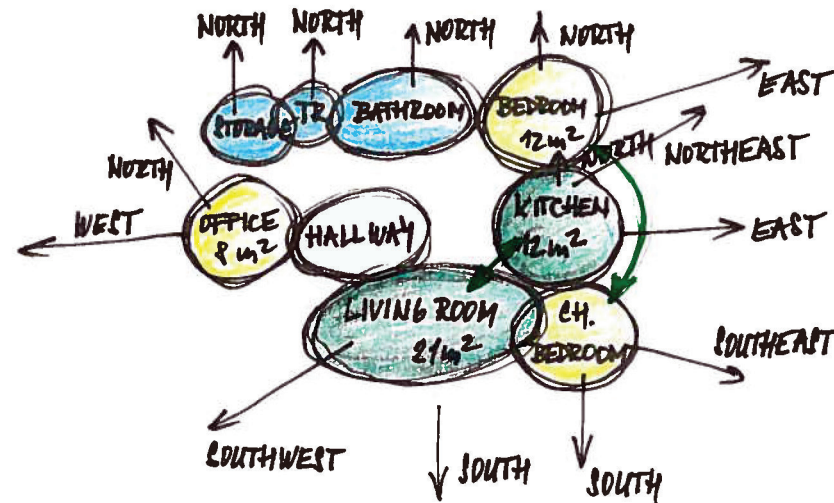 NORTH
NORTH
NORTH
NORTH
EAST
STORAGE
TR
BATHROOM
BEDROOM
12 m²
NORTH
NORTHEAST
NORTH
WEST
OFFICE
8 m²
HALLWAY
KITCHEN
12 m²
EAST
LIVING ROOM
21 m²
CH.
BEDROOM
SOUTHEAST
SOUTHWEST
SOUTH
SOUTH